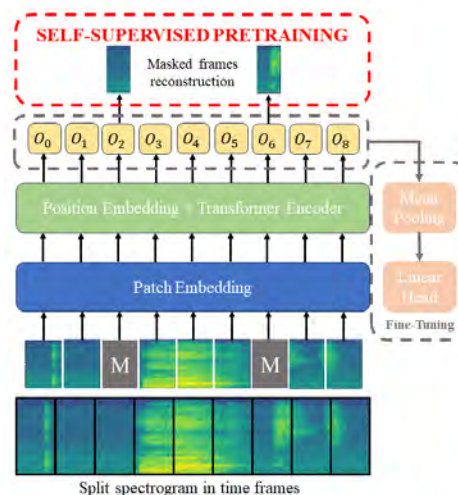 SELF-SUPERVISED PRETRAINING
Masked frames
reconstruction
O0 O1 O2 O3 O4 O5 O6 O7 O8
Position Embedding + Transformer Encoder
Mean
Pooling
Patch Embedding
Linear
Head
Fine-Tuning
M M
Split spectrogram in time frames